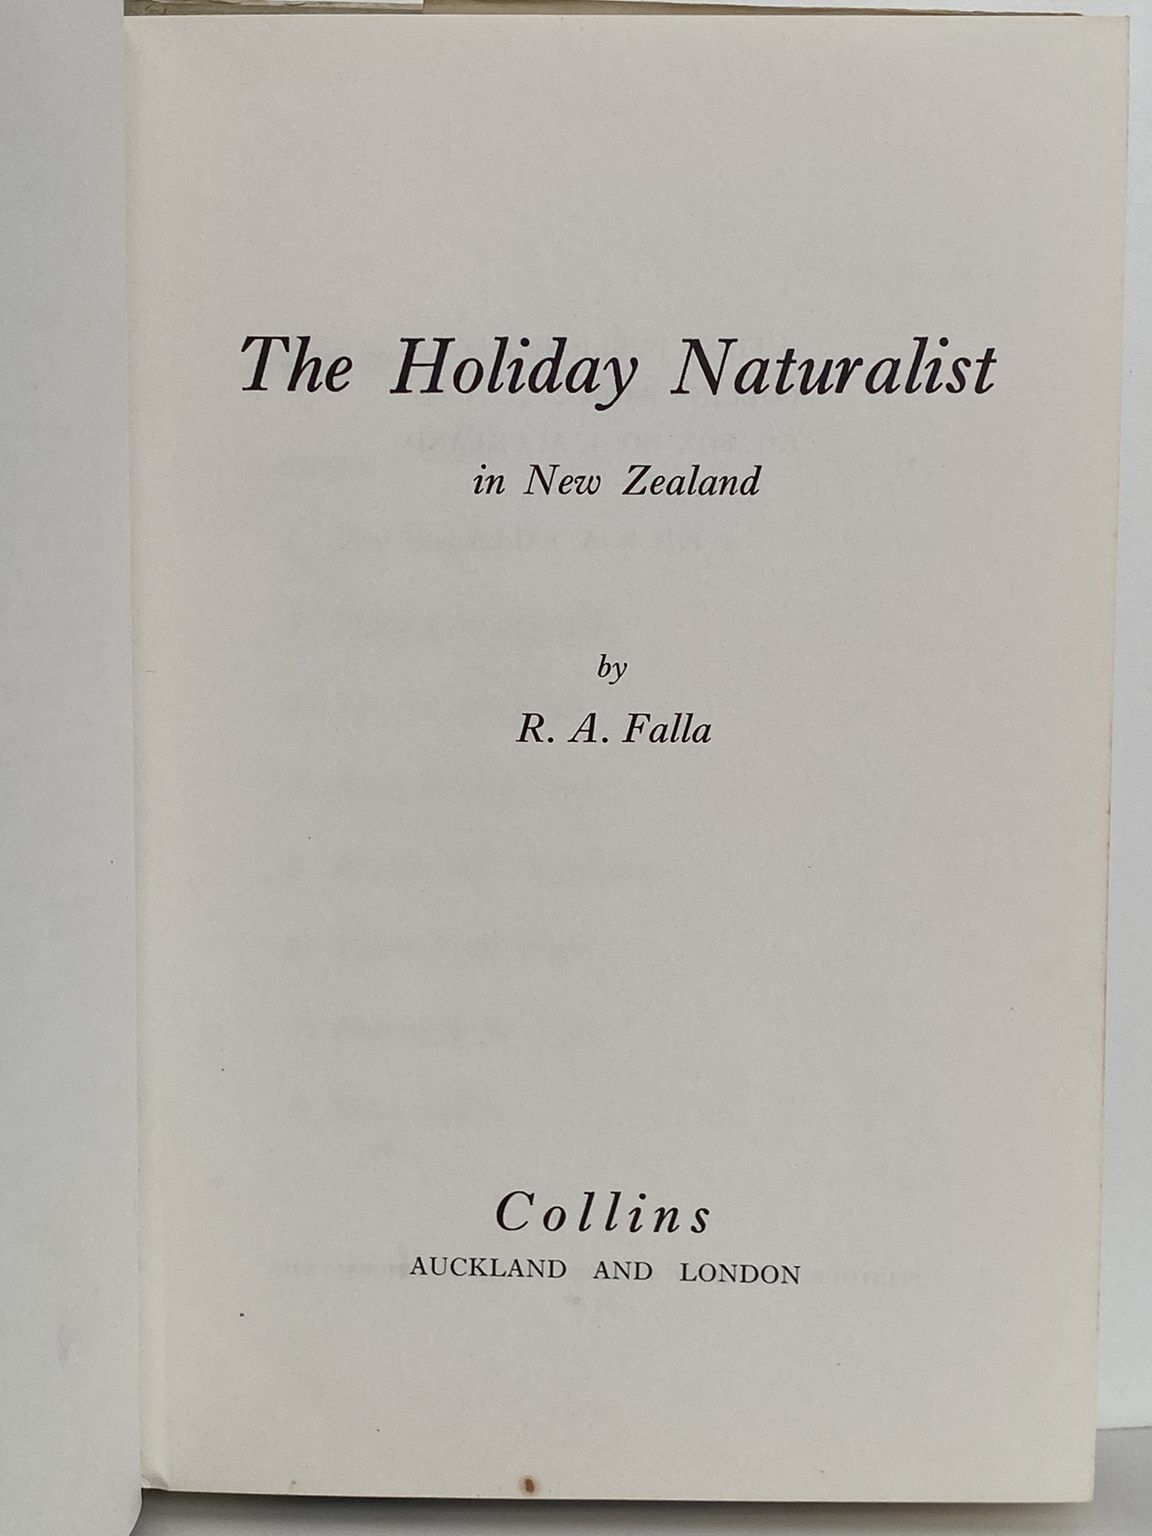 The Holiday Naturalist
in New Zealand
by
R. A. Falla
Collins
AUCKLAND AND LONDON